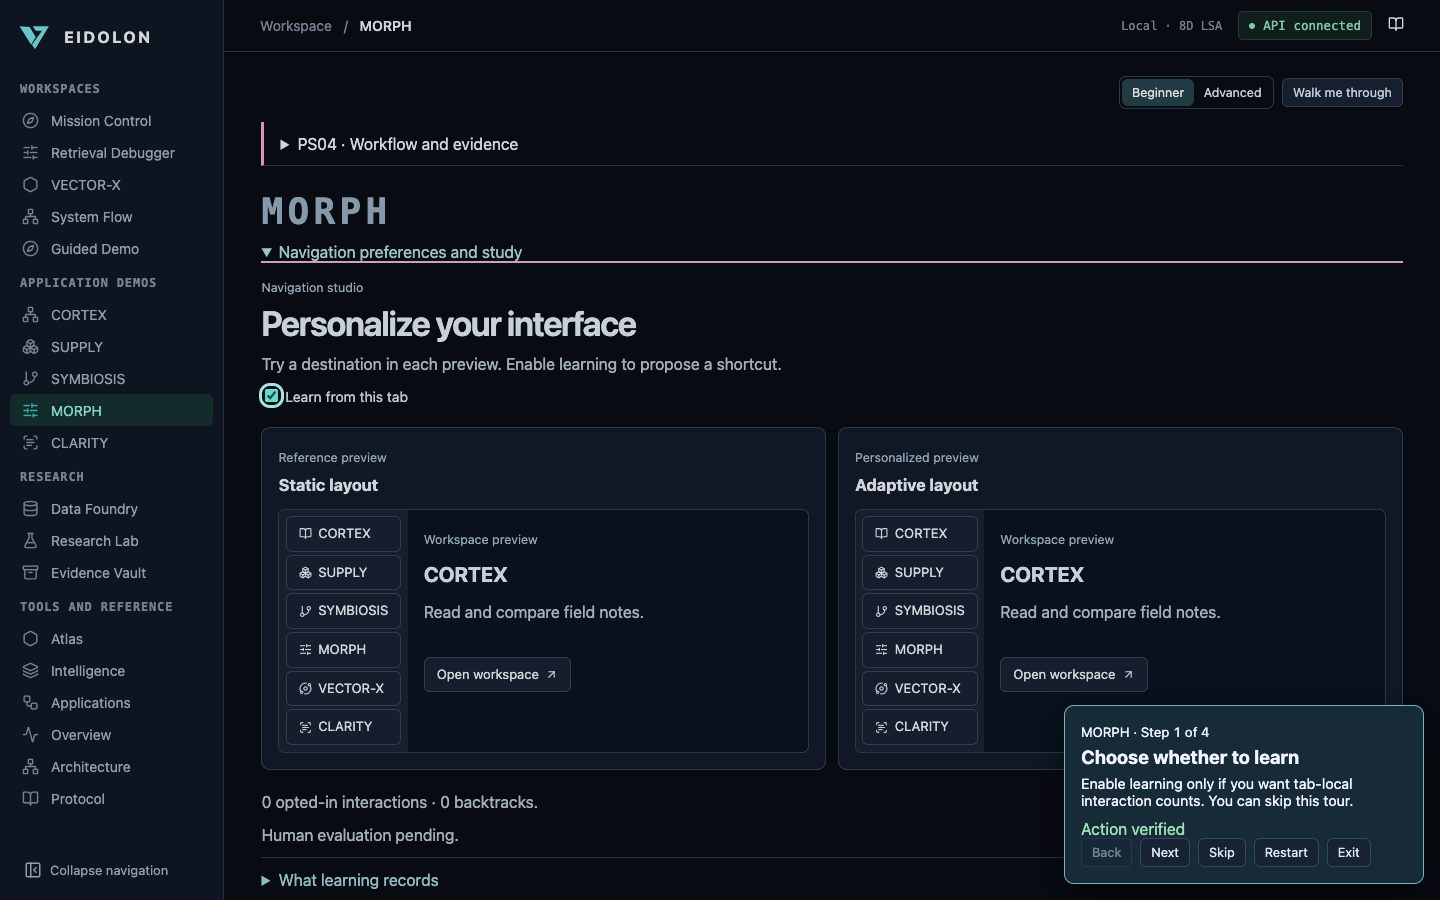 EIDOLON
WORKSPACES
Mission Control
Retrieval Debugger
VECTOR-X
System Flow
Guided Demo
APPLICATION DEMOS
CORTEX
SUPPLY
SYMBIOSIS
MORPH
CLARITY
RESEARCH
Data Foundry
Research Lab
Evidence Vault
TOOLS AND REFERENCE
Atlas
Intelligence
Applications
Overview
Architecture
Protocol
Collapse navigation
Workspace / MORPH
Local · 8D LSA
API connected
Beginner
Advanced
Walk me through
PS04 · Workflow and evidence
MORPH
Navigation preferences and study
Navigation studio
Personalize your interface
Try a destination in each preview. Enable learning to propose a shortcut.
Learn from this tab
Reference preview
Static layout
CORTEX
SUPPLY
SYMBIOSIS
MORPH
VECTOR-X
CLARITY
Workspace preview
CORTEX
Read and compare field notes.
Open workspace
Personalized preview
Adaptive layout
CORTEX
SUPPLY
SYMBIOSIS
MORPH
VECTOR-X
CLARITY
Workspace preview
CORTEX
Read and compare field notes.
Open workspace
0 opted-in interactions · 0 backtracks.
Human evaluation pending.
What learning records
MORPH · Step 1 of 4
Choose whether to learn
Enable learning only if you want tab-local
interaction counts. You can skip this tour.
Action verified
Back
Next
Skip
Restart
Exit